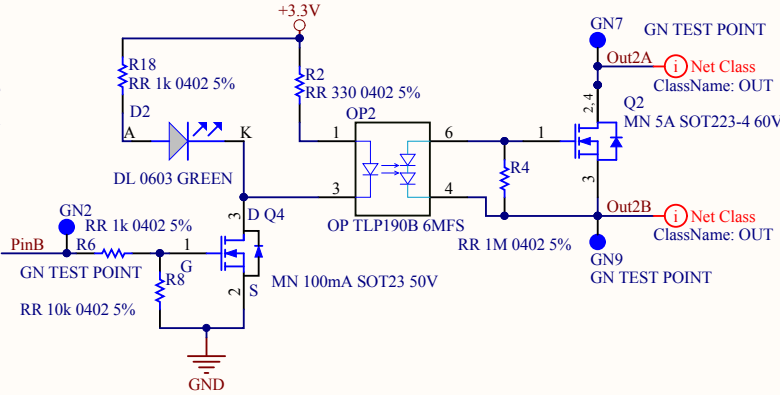 +3.3V
GN7
GN TEST POINT
R18
RR 1k 0402 5%
R2
RR 330 0402 5%
Out2A
i Net Class
ClassName: OUT
D2
OP2
2, 4
Q2
MN 5A SOT223-4 60V
A
K
1
6
1
R4
DL 0603 GREEN
3
4
3
GN2
RR 1k 0402 5%
3
D Q4
OP TLP190B 6MFS
Out2B
i Net Class
ClassName: OUT
PinB
R6
1
G
RR 1M 0402 5%
GN9
GN TEST POINT
GN TEST POINT
R8
2
S
MN 100mA SOT23 50V
RR 10k 0402 5%
GND